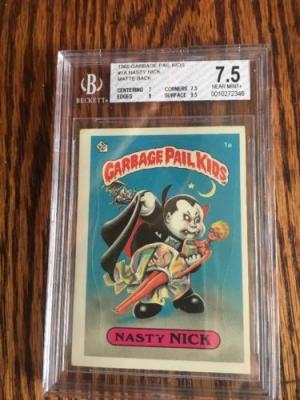 1985 GARBAGE PAIL KIDS
#1A NASTY NICK
MATTE BACK
CENTERING 7 CORNERS 7.5
EDGES 8 SURFACE 9.5
7.5
NEAR MINT+
0010272346
B
BECKETT
GARBAGE PAIL KIDS
1a
NASTY NICK